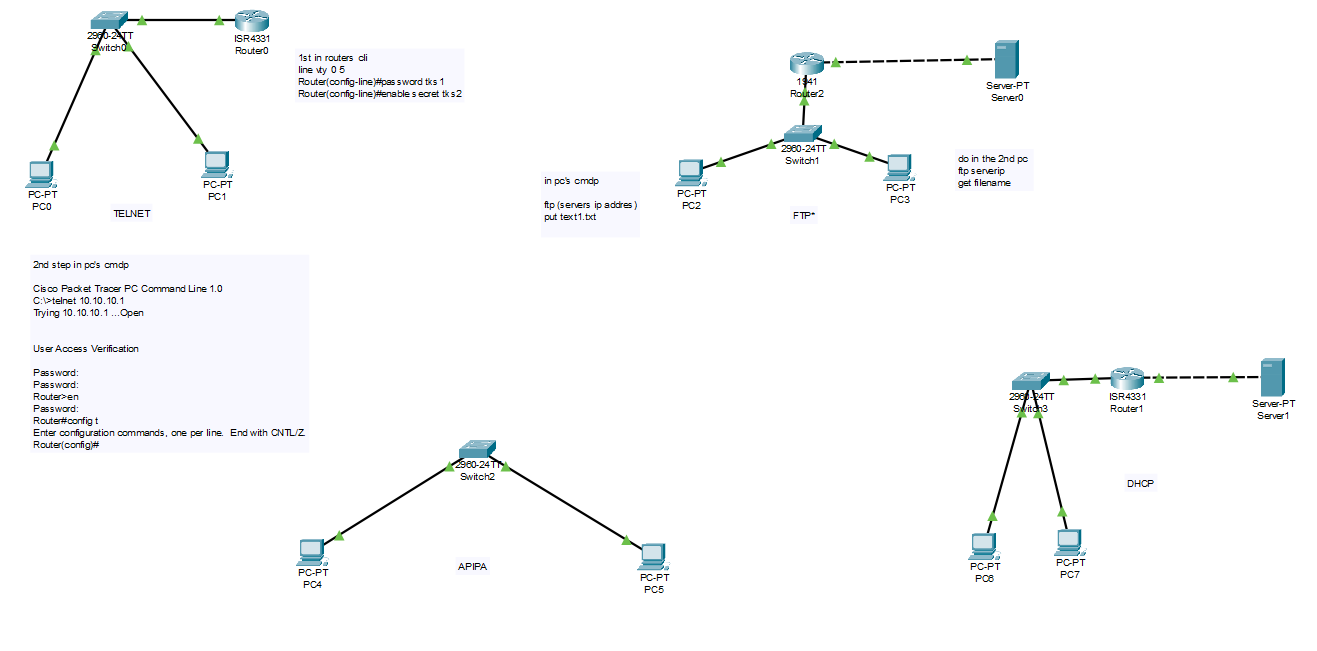 2960-24TT
Switch0
ISR4331
Router0
PC-PT
PC0
PC-PT
PC1
TELNET
1st in routers cli
line vty 0 5
Router(config-line)#password tks1
Router(config-line)#enable secret tks2
1941
Router2
Server-PT
Server0
2960-24TT
Switch1
PC-PT
PC2
PC-PT
PC3
FTP*
in pc's cmdp
ftp (servers ip addres)
put text1.txt
do in the 2nd pc
ftp serverip
get filename
2nd step in pc's cmdp
Cisco Packet Tracer PC Command Line 1.0
C:\>telnet 10.10.10.1
Trying 10.10.10.1 ...Open
User Access Verification
Password:
Password:
Router>en
Password:
Router#config t
Enter configuration commands, one per line. End with CNTL/Z.
Router(config)#
2960-24TT
Switch2
PC-PT
PC4
PC-PT
PC5
APIPA
2960-24TT
Switch3
ISR4331
Router1
Server-PT
Server1
DHCP
PC-PT
PC6
PC-PT
PC7